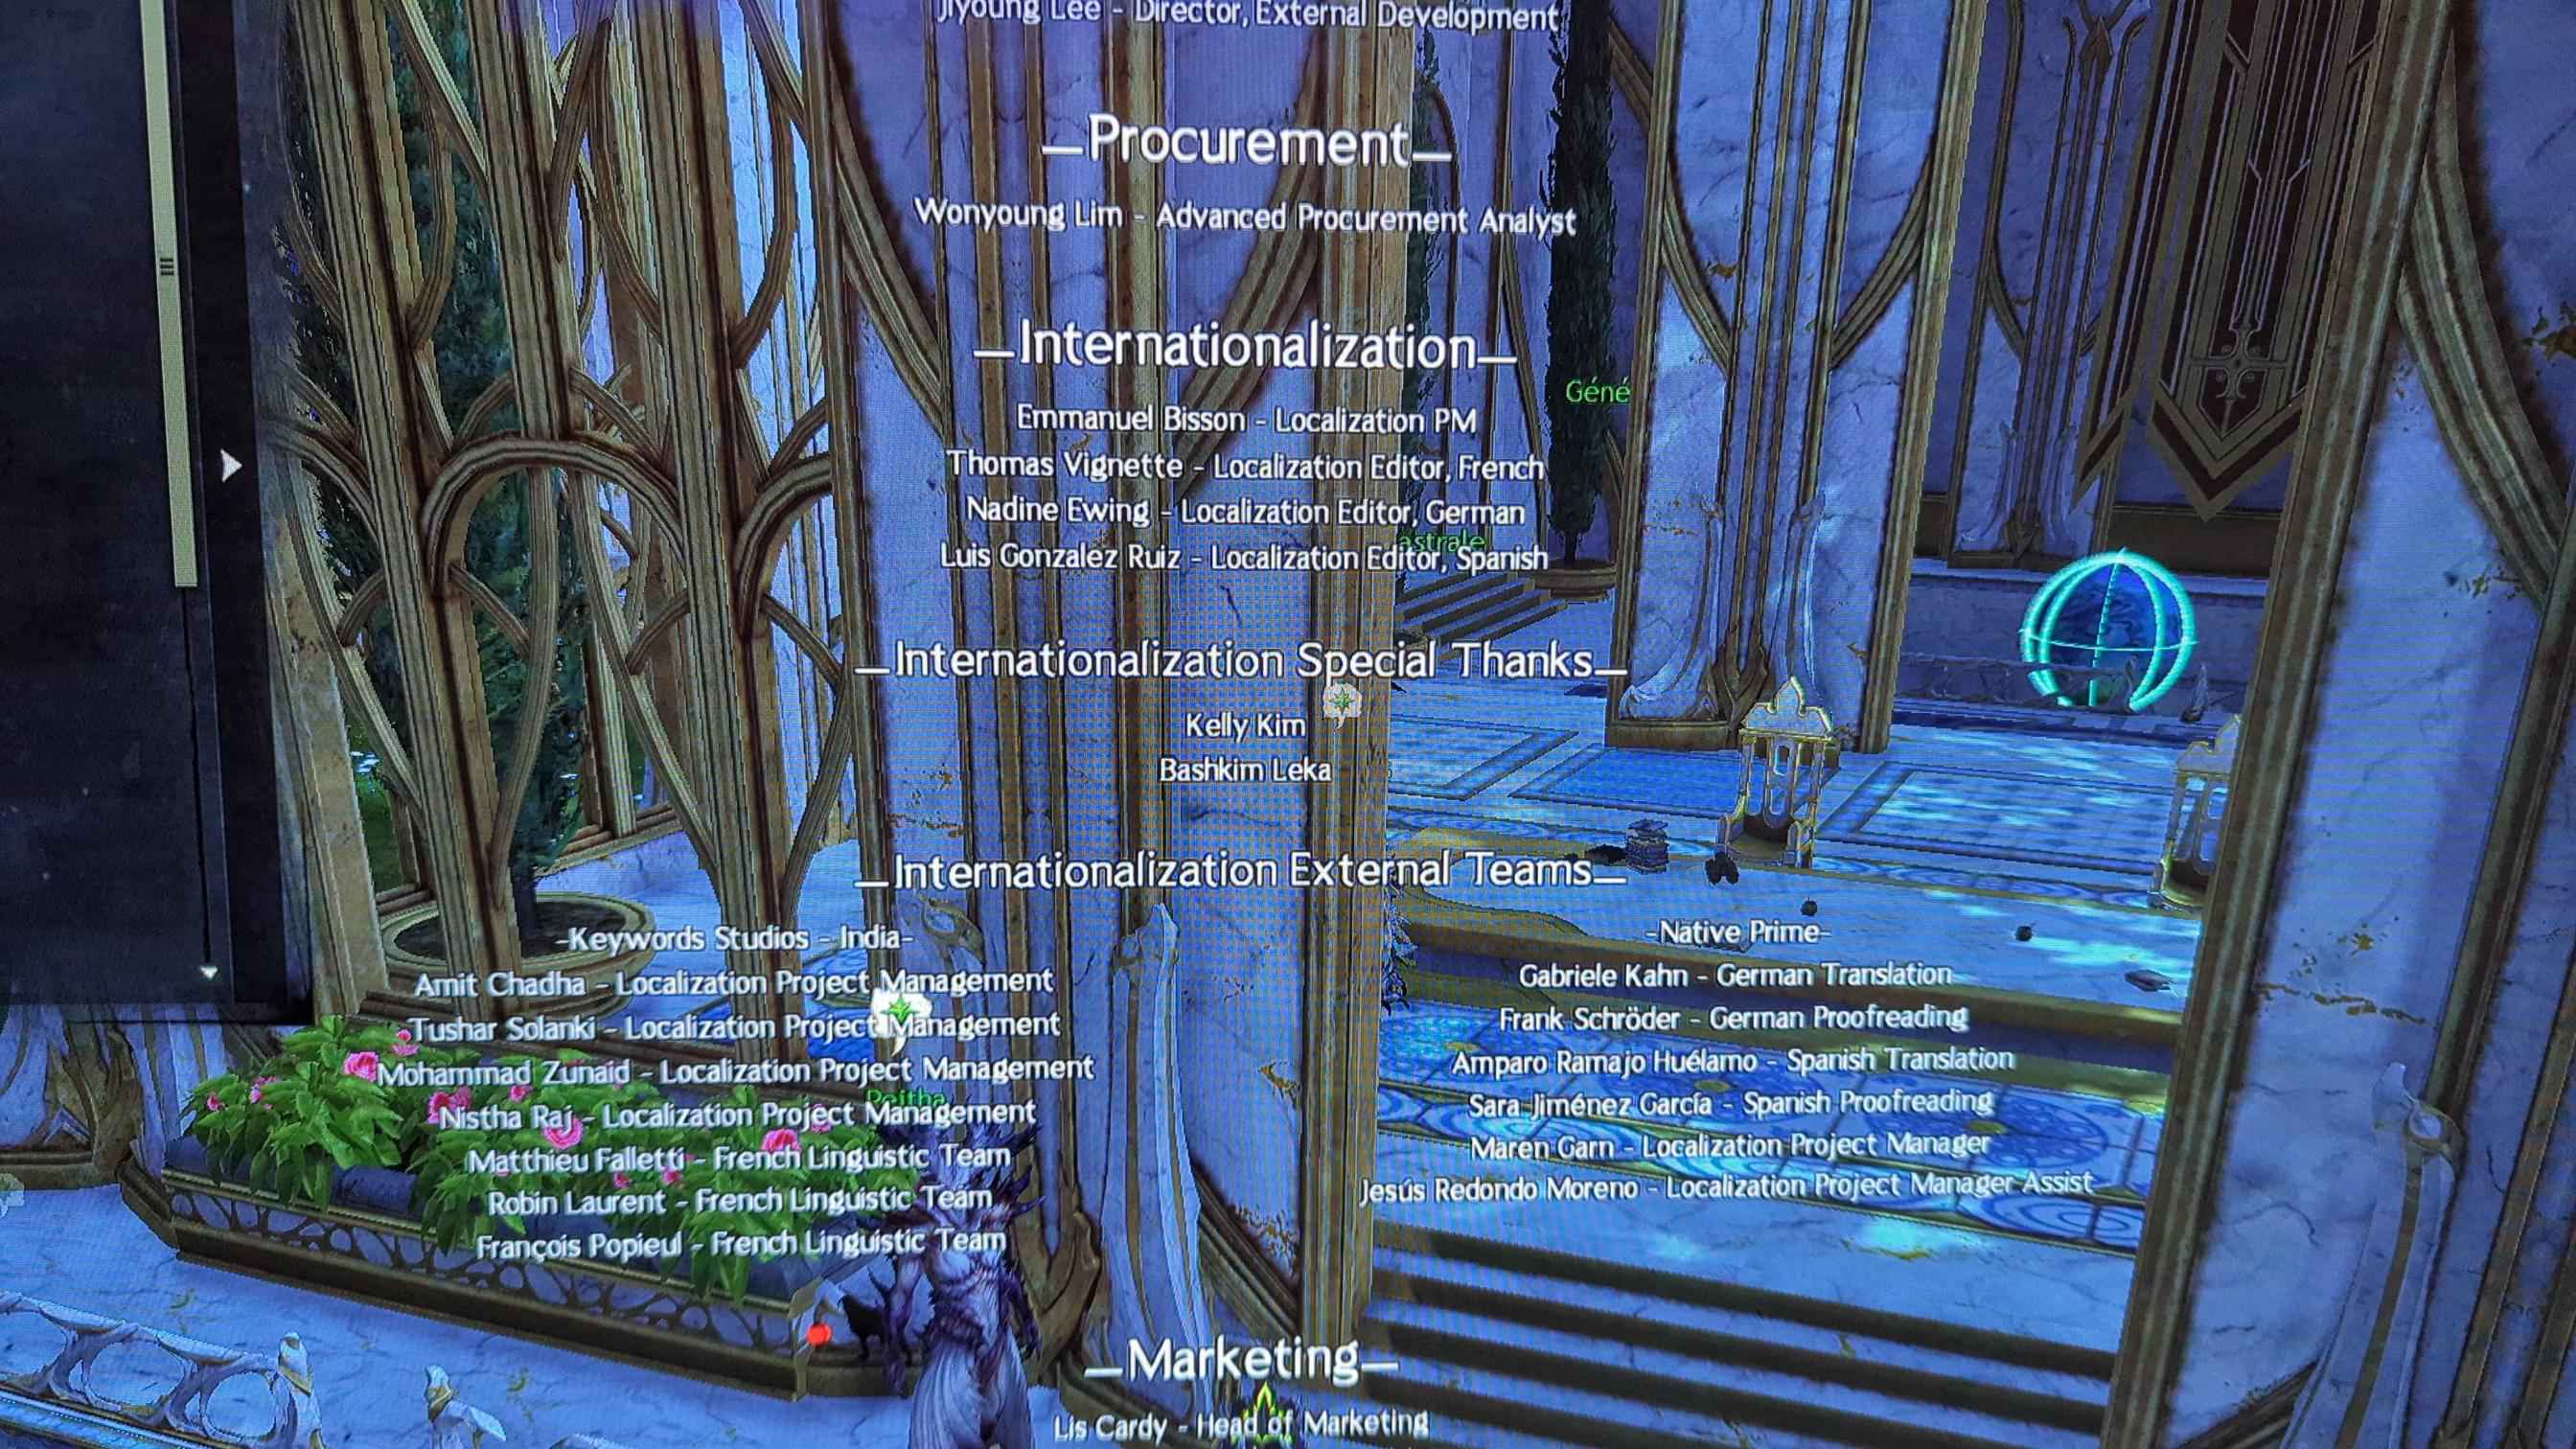 Jiyoung Lee - Director, External Development
—Procurement—
Wonyoung Lim - Advanced Procurement Analyst
—Internationalization—
Géné
Emmanuel Bisson - Localization PM
Thomas Vignette - Localization Editor, French
Nadine Ewing - Localization Editor, German
astrale
Luis Gonzalez Ruiz - Localization Editor, Spanish
—Internationalization Special Thanks—
Kelly Kim
Bashkim Leka
—Internationalization External Teams—
-Keywords Studios - India-
Amit Chadha - Localization Project Management
Tushar Solanki - Localization Project Management
Mohammad Zunaid - Localization Project Management
Peitha
Nistha Raj - Localization Project Management
Matthieu Falletti - French Linguistic Team
Robin Laurent - French Linguistic Team
François Popieul - French Linguistic Team
-Native Prime-
Gabriele Kahn - German Translation
Frank Schröder - German Proofreading
Amparo Ramajo Huélamo - Spanish Translation
Sara Jiménez García - Spanish Proofreading
Maren Garn - Localization Project Manager
Jesús Redondo Moreno - Localization Project Manager Assist
—Marketing—
Lis Cardy - Head of Marketing